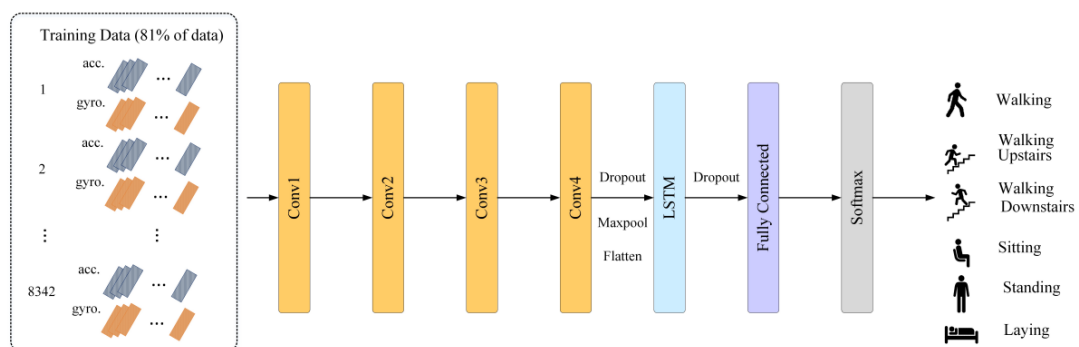 Training Data (81% of data)
acc.
1
gyro.
acc.
2
gyro.
acc.
8342
gyro.
Conv1
Conv2
Conv3
Conv4
Dropout
Maxpool
Flatten
LSTM
Dropout
Fully Connected
Softmax
Walking
Walking
Upstairs
Walking
Downstairs
Sitting
Standing
Laying